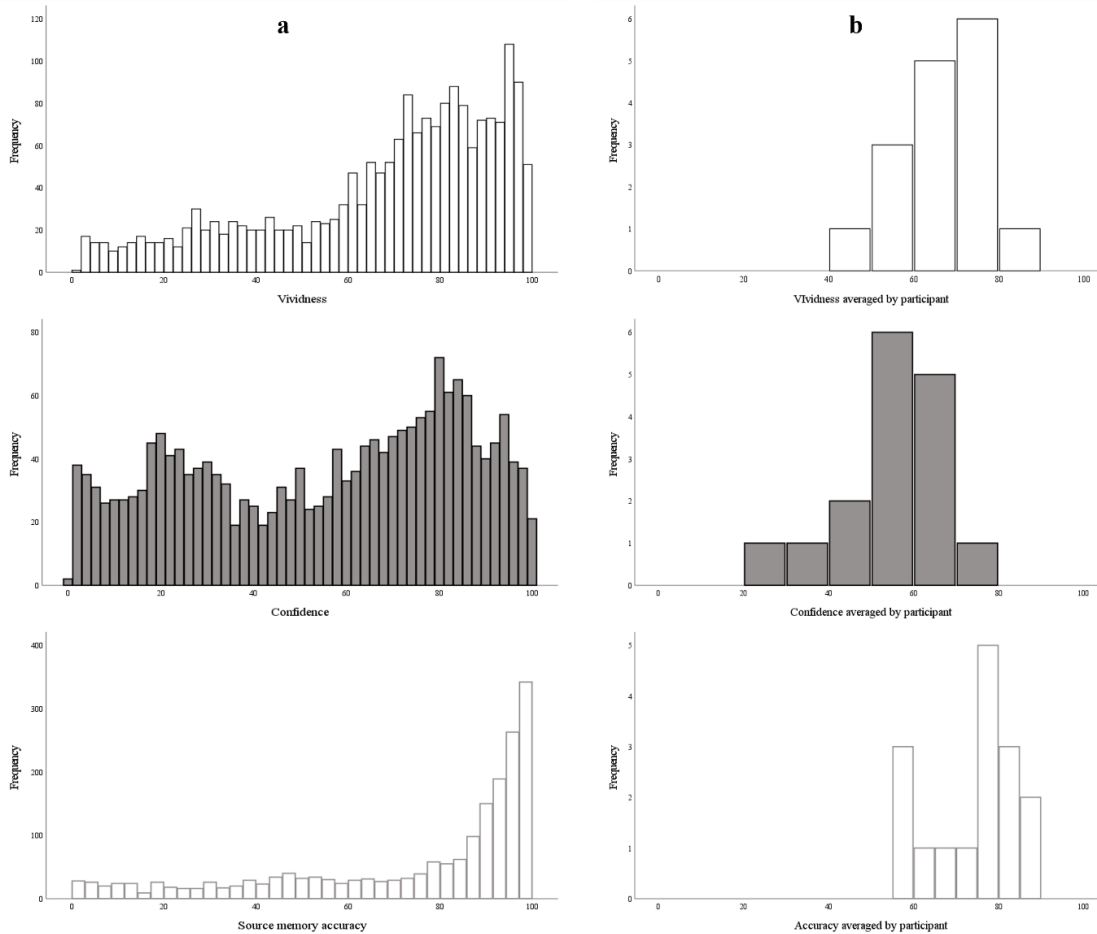 a
120
100
80
60
40
20
0
Frequency
0 20 40 60 80 100
Vividness
b
6
5
4
3
2
1
0
Frequency
0 20 40 60 80 100
VIvidness averaged by participant
80
60
40
20
0
Frequency
0 20 40 60 80 100
Confidence
6
5
4
3
2
1
0
Frequency
0 20 40 60 80 100
Confidence averaged by participant
400
300
200
100
0
Frequency
0 20 40 60 80 100
Source memory accuracy
5
4
3
2
1
0
Frequency
0 20 40 60 80 100
Accuracy averaged by participant